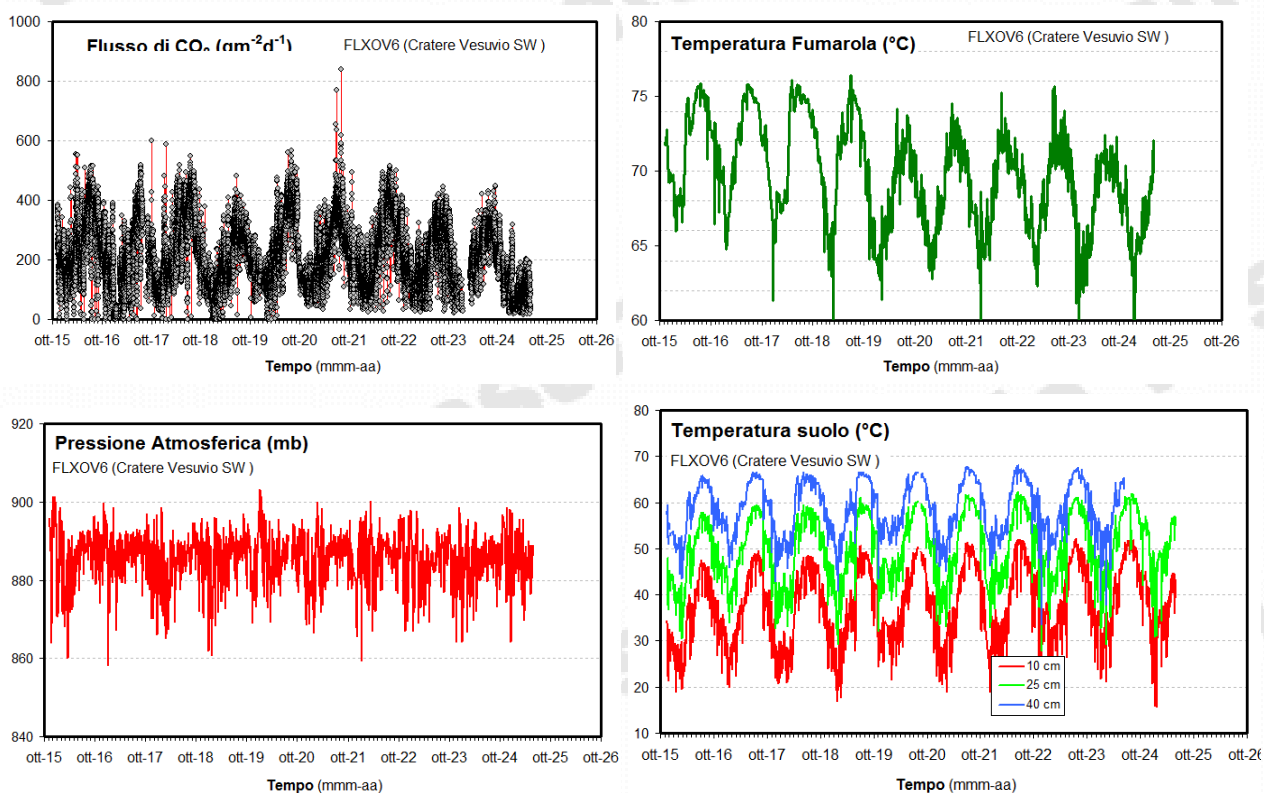 Flusso di CO₂ (gm⁻²d⁻¹)
FLXOV6 (Cratere Vesuvio SW )
1000
800
600
400
200
0
ott-15 ott-16 ott-17 ott-18 ott-19 ott-20 ott-21 ott-22 ott-23 ott-24 ott-25 ott-26
Tempo (mmm-aa)
Temperatura Fumarola (°C)
FLXOV6 (Cratere Vesuvio SW )
80
75
70
65
60
ott-15 ott-16 ott-17 ott-18 ott-19 ott-20 ott-21 ott-22 ott-23 ott-24 ott-25 ott-26
Tempo (mmm-aa)
Pressione Atmosferica (mb)
FLXOV6 (Cratere Vesuvio SW )
920
900
880
860
840
ott-15 ott-16 ott-17 ott-18 ott-19 ott-20 ott-21 ott-22 ott-23 ott-24 ott-25 ott-26
Tempo (mmm-aa)
Temperatura suolo (°C)
FLXOV6 (Cratere Vesuvio SW )
80
70
60
50
40
30
20
10
10 cm
25 cm
40 cm
ott-15 ott-16 ott-17 ott-18 ott-19 ott-20 ott-21 ott-22 ott-23 ott-24 ott-25 ott-26
Tempo (mmm-aa)